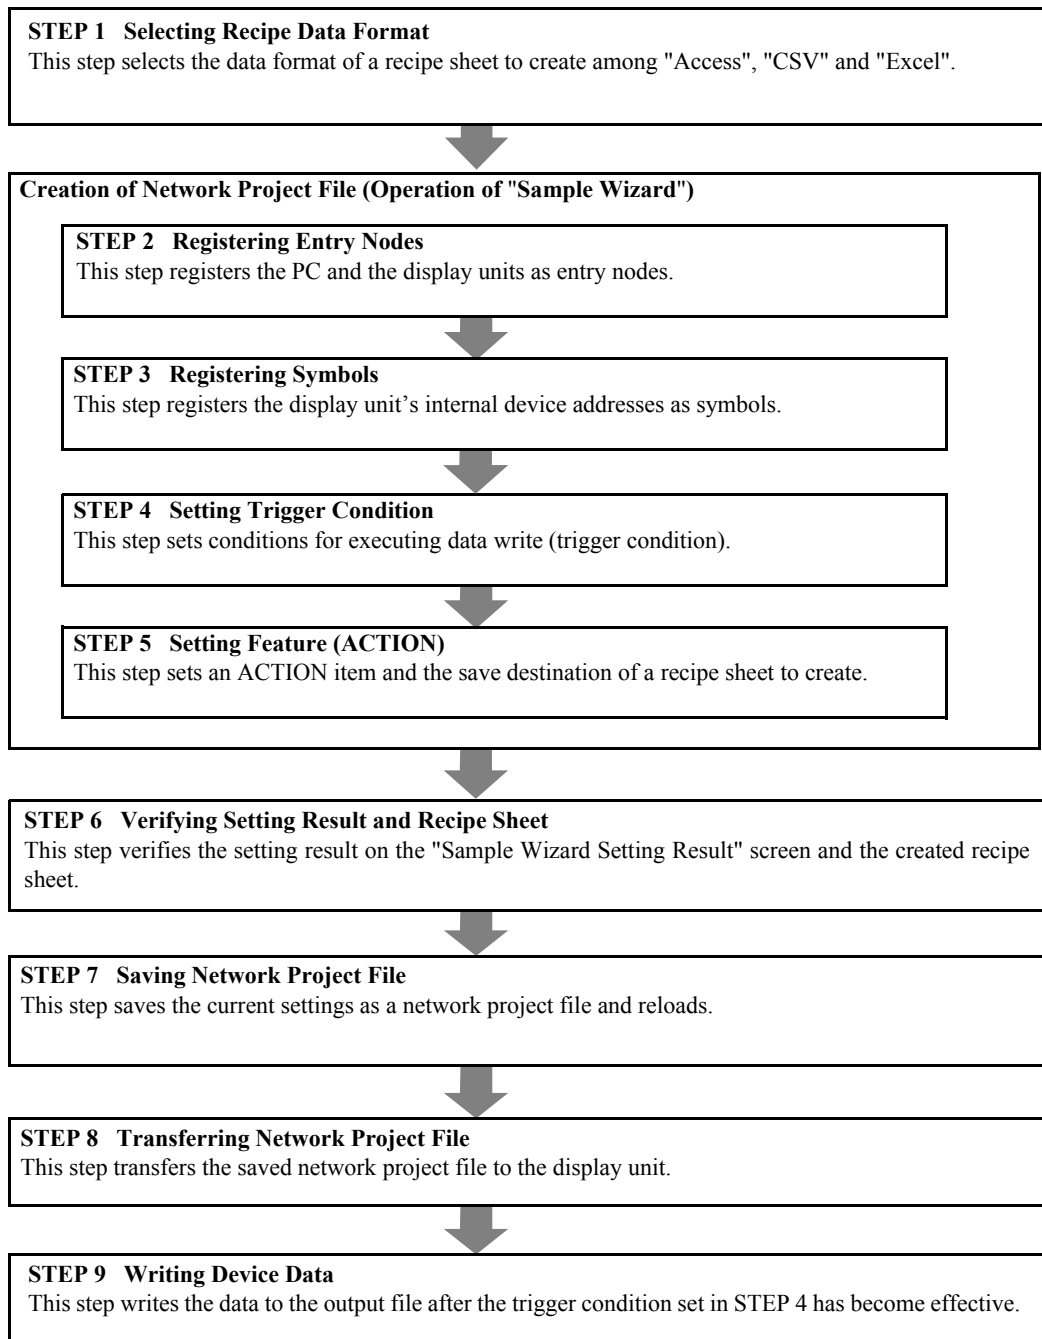 STEP 1 Selecting Recipe Data Format
This step selects the data format of a recipe sheet to create among "Access", "CSV" and "Excel".
Creation of Network Project File (Operation of "Sample Wizard")
STEP 2 Registering Entry Nodes
This step registers the PC and the display units as entry nodes.
STEP 3 Registering Symbols
This step registers the display unit’s internal device addresses as symbols.
STEP 4 Setting Trigger Condition
This step sets conditions for executing data write (trigger condition).
STEP 5 Setting Feature (ACTION)
This step sets an ACTION item and the save destination of a recipe sheet to create.
STEP 6 Verifying Setting Result and Recipe Sheet
This step verifies the setting result on the "Sample Wizard Setting Result" screen and the created recipe
sheet.
STEP 7 Saving Network Project File
This step saves the current settings as a network project file and reloads.
STEP 8 Transferring Network Project File
This step transfers the saved network project file to the display unit.
STEP 9 Writing Device Data
This step writes the data to the output file after the trigger condition set in STEP 4 has become effective.